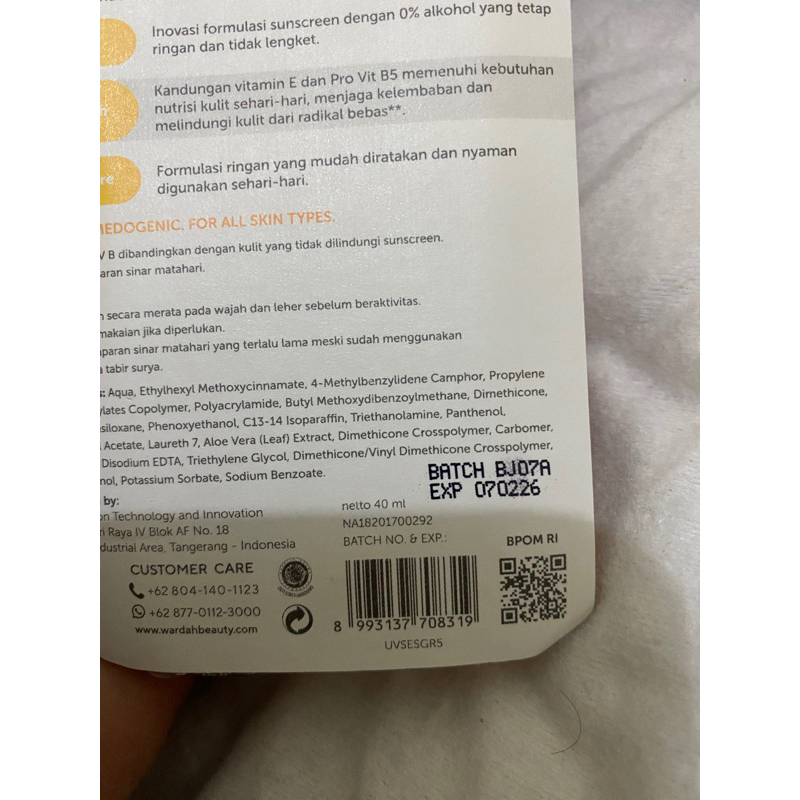 Inovasi formulasi sunscreen dengan 0% alkohol yang tetap
ringan dan tidak lengket.
Kandungan vitamin E dan Pro Vit B5 memenuhi kebutuhan
nutrisi kulit sehari-hari, menjaga kelembaban dan
melindungi kulit dari radikal bebas**.
re
Formulasi ringan yang mudah diratakan dan nyaman
digunakan sehari-hari.
EDOGENIC, FOR ALL SKIN TYPES.
V B dibandingkan dengan kulit yang tidak dilindungi sunscreen.
aran sinar matahari.
secara merata pada wajah dan leher sebelum beraktivitas.
makaian jika diperlukan.
paran sinar matahari yang terlalu lama meski sudah menggunakan
tabir surya.
s: Aqua, Ethylhexyl Methoxycinnamate, 4-Methylbenzylidene Camphor, Propylene
lates Copolymer, Polyacrylamide, Butyl Methoxydibenzoylmethane, Dimethicone,
siloxane, Phenoxyethanol, C13-14 Isoparaffin, Triethanolamine, Panthenol,
Acetate, Laureth 7, Aloe Vera (Leaf) Extract, Dimethicone Crosspolymer, Carbomer,
Disodium EDTA, Triethylene Glycol, Dimethicone/Vinyl Dimethicone Crosspolymer,
nol, Potassium Sorbate, Sodium Benzoate.
BATCH BJ07A
EXP 070226
by:
on Technology and Innovation
Raya IV Blok AF No. 18
dustrial Area, Tangerang - Indonesia
netto 40 ml
NA18201700292
BATCH NO. & EXP.:
BPOM RI
CUSTOMER CARE
+62 804-140-1123
+62 877-0112-3000
www.wardahbeauty.com
8 993137 708319
UVSESGR5